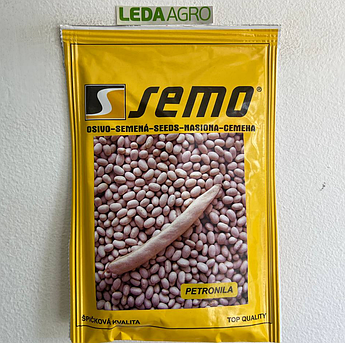 LEDAAGRO
SEMO®
OSIVO-SEMENÁ-SEEDS-NASIONA-СЕМЕНА
PETRONILA
ŠPIČKOVÁ KVALITA TOP QUALITY